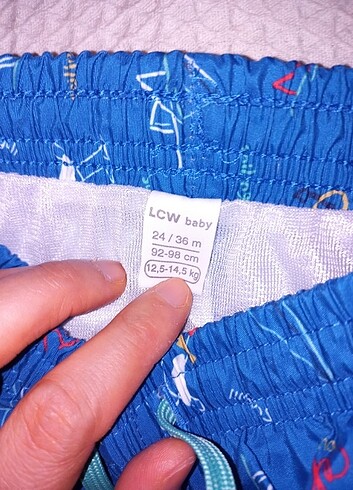 LCW baby
24 / 36 m
92-98 cm
12,5-14,5 kg